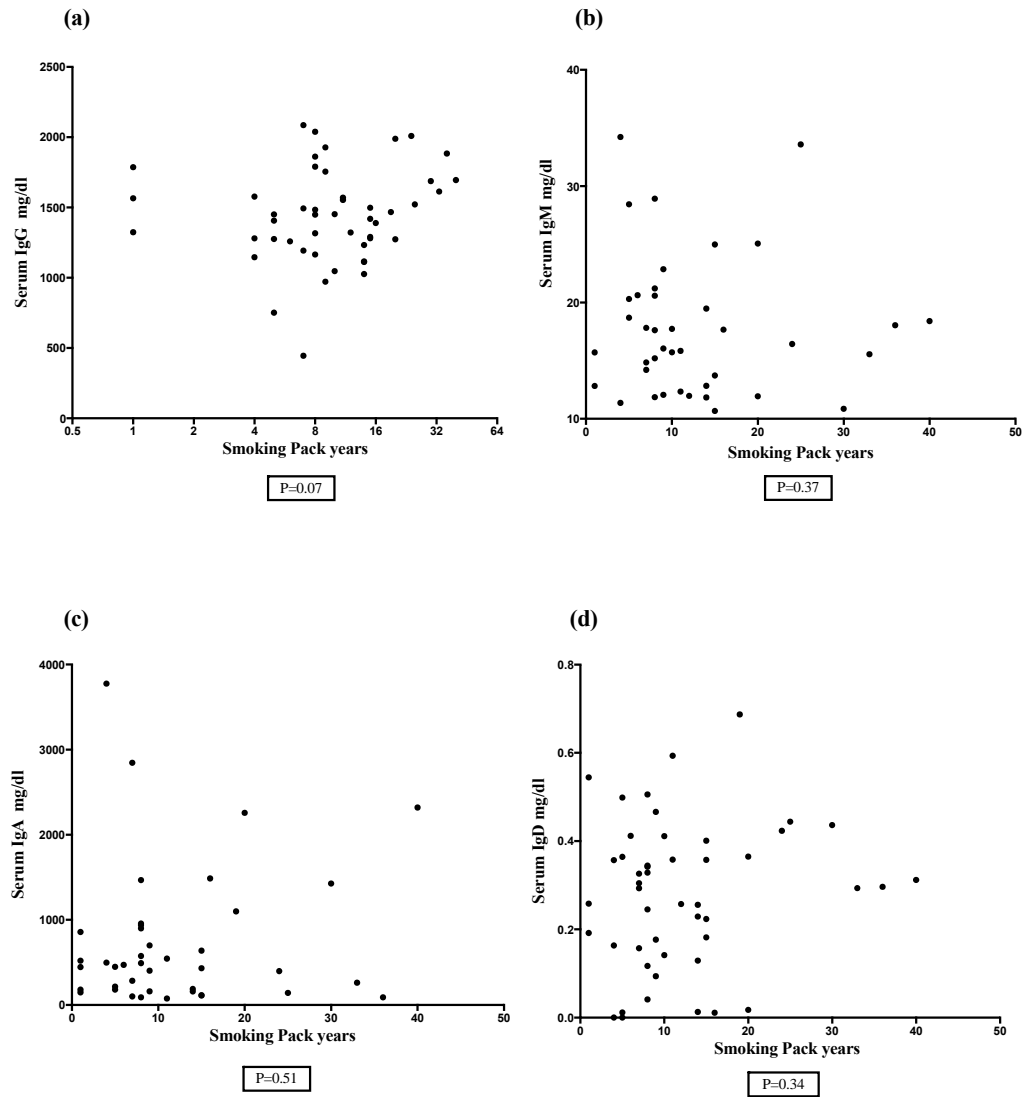 (a)
2500
2000
1500
1000
500
0
Serum IgG mg/dl
0.5 1 2 4 8 16 32 64
Smoking Pack years
P=0.07
(b)
40
30
20
10
Serum IgM mg/dl
0 10 20 30 40 50
Smoking Pack years
P=0.37
(c)
4000
3000
2000
1000
0
Serum IgA mg/dl
0 10 20 30 40 50
Smoking Pack years
P=0.51
(d)
0.8
0.6
0.4
0.2
0.0
Serum IgD mg/dl
0 10 20 30 40 50
Smoking Pack years
P=0.34